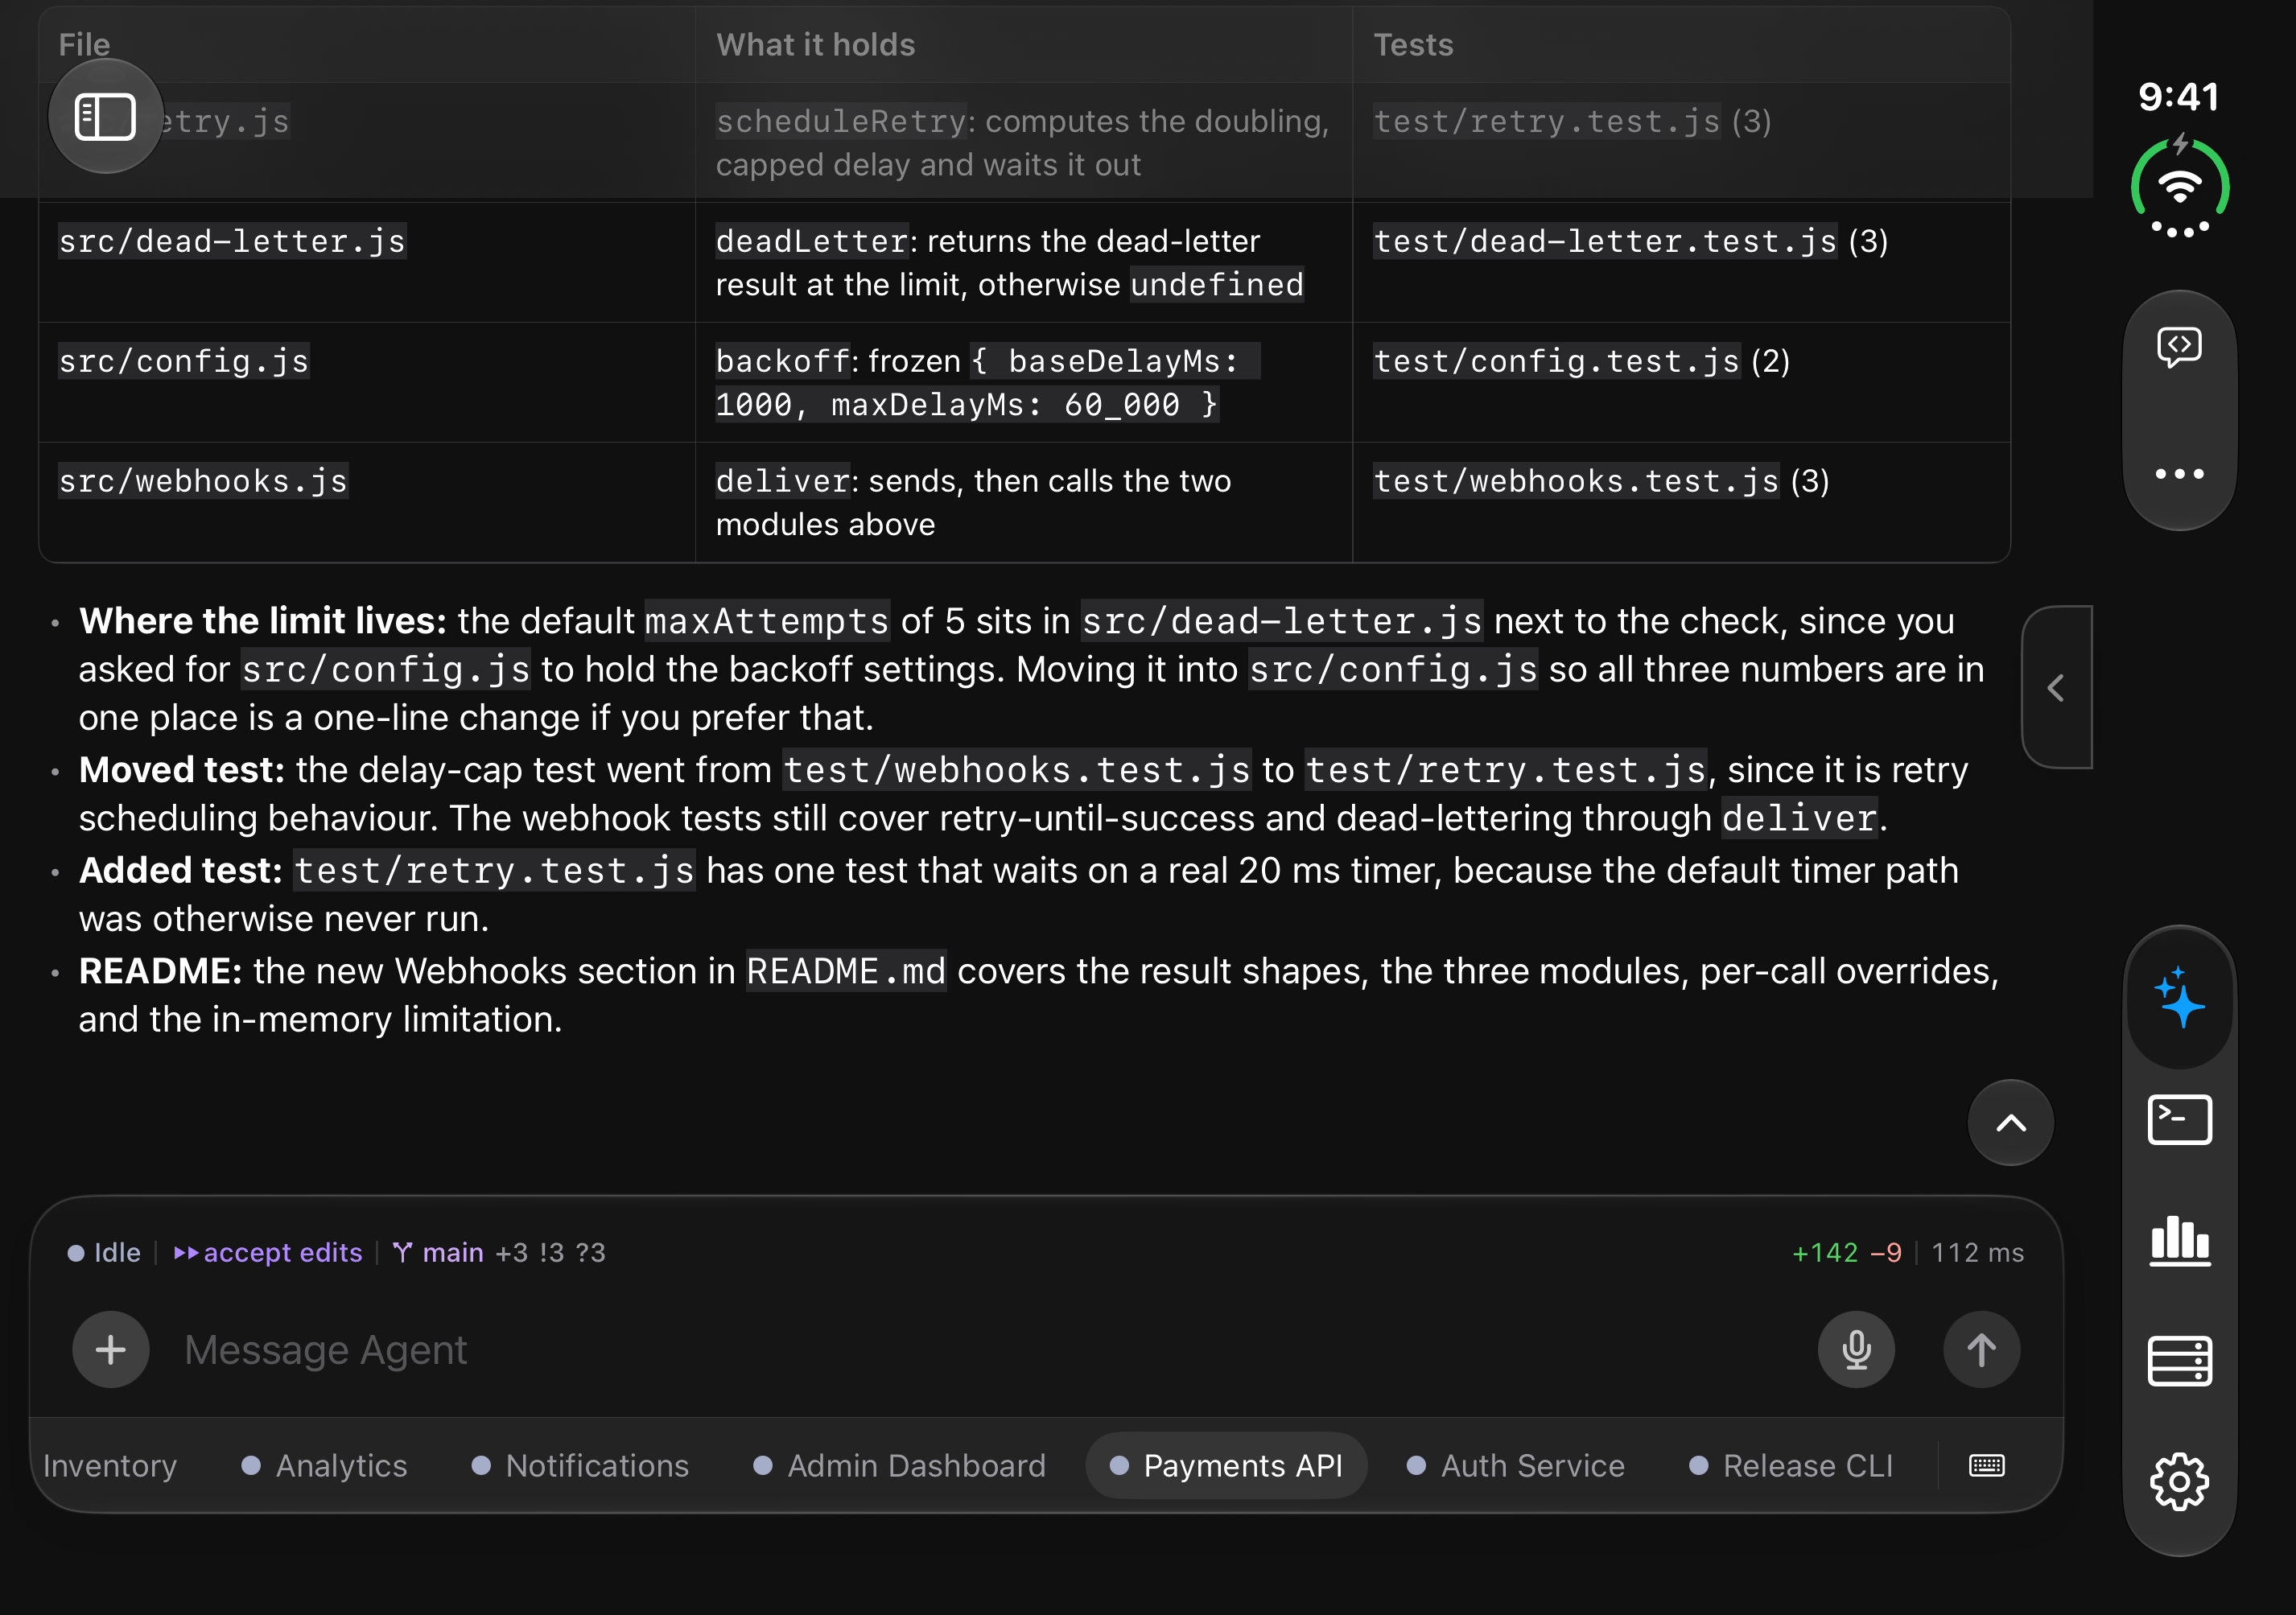 File
What it holds
Tests
etry.js
scheduleRetry: computes the doubling,
capped delay and waits it out
test/retry.test.js (3)
src/dead-letter.js
deadLetter: returns the dead-letter
result at the limit, otherwise undefined
test/dead-letter.test.js (3)
src/config.js
backoff: frozen { baseDelayMs:
1000, maxDelayMs: 60_000 }
test/config.test.js (2)
src/webhooks.js
deliver: sends, then calls the two
modules above
test/webhooks.test.js (3)
• Where the limit lives: the default maxAttempts of 5 sits in src/dead-letter.js next to the check, since you
asked for src/config.js to hold the backoff settings. Moving it into src/config.js so all three numbers are in
one place is a one-line change if you prefer that.
• Moved test: the delay-cap test went from test/webhooks.test.js to test/retry.test.js, since it is retry
scheduling behaviour. The webhook tests still cover retry-until-success and dead-lettering through deliver.
• Added test: test/retry.test.js has one test that waits on a real 20 ms timer, because the default timer path
was otherwise never run.
• README: the new Webhooks section in README.md covers the result shapes, the three modules, per-call overrides,
and the in-memory limitation.
Idle
accept edits
main +3 !3 ?3
+142 −9
112 ms
Message Agent
Inventory
Analytics
Notifications
Admin Dashboard
Payments API
Auth Service
Release CLI
9:41